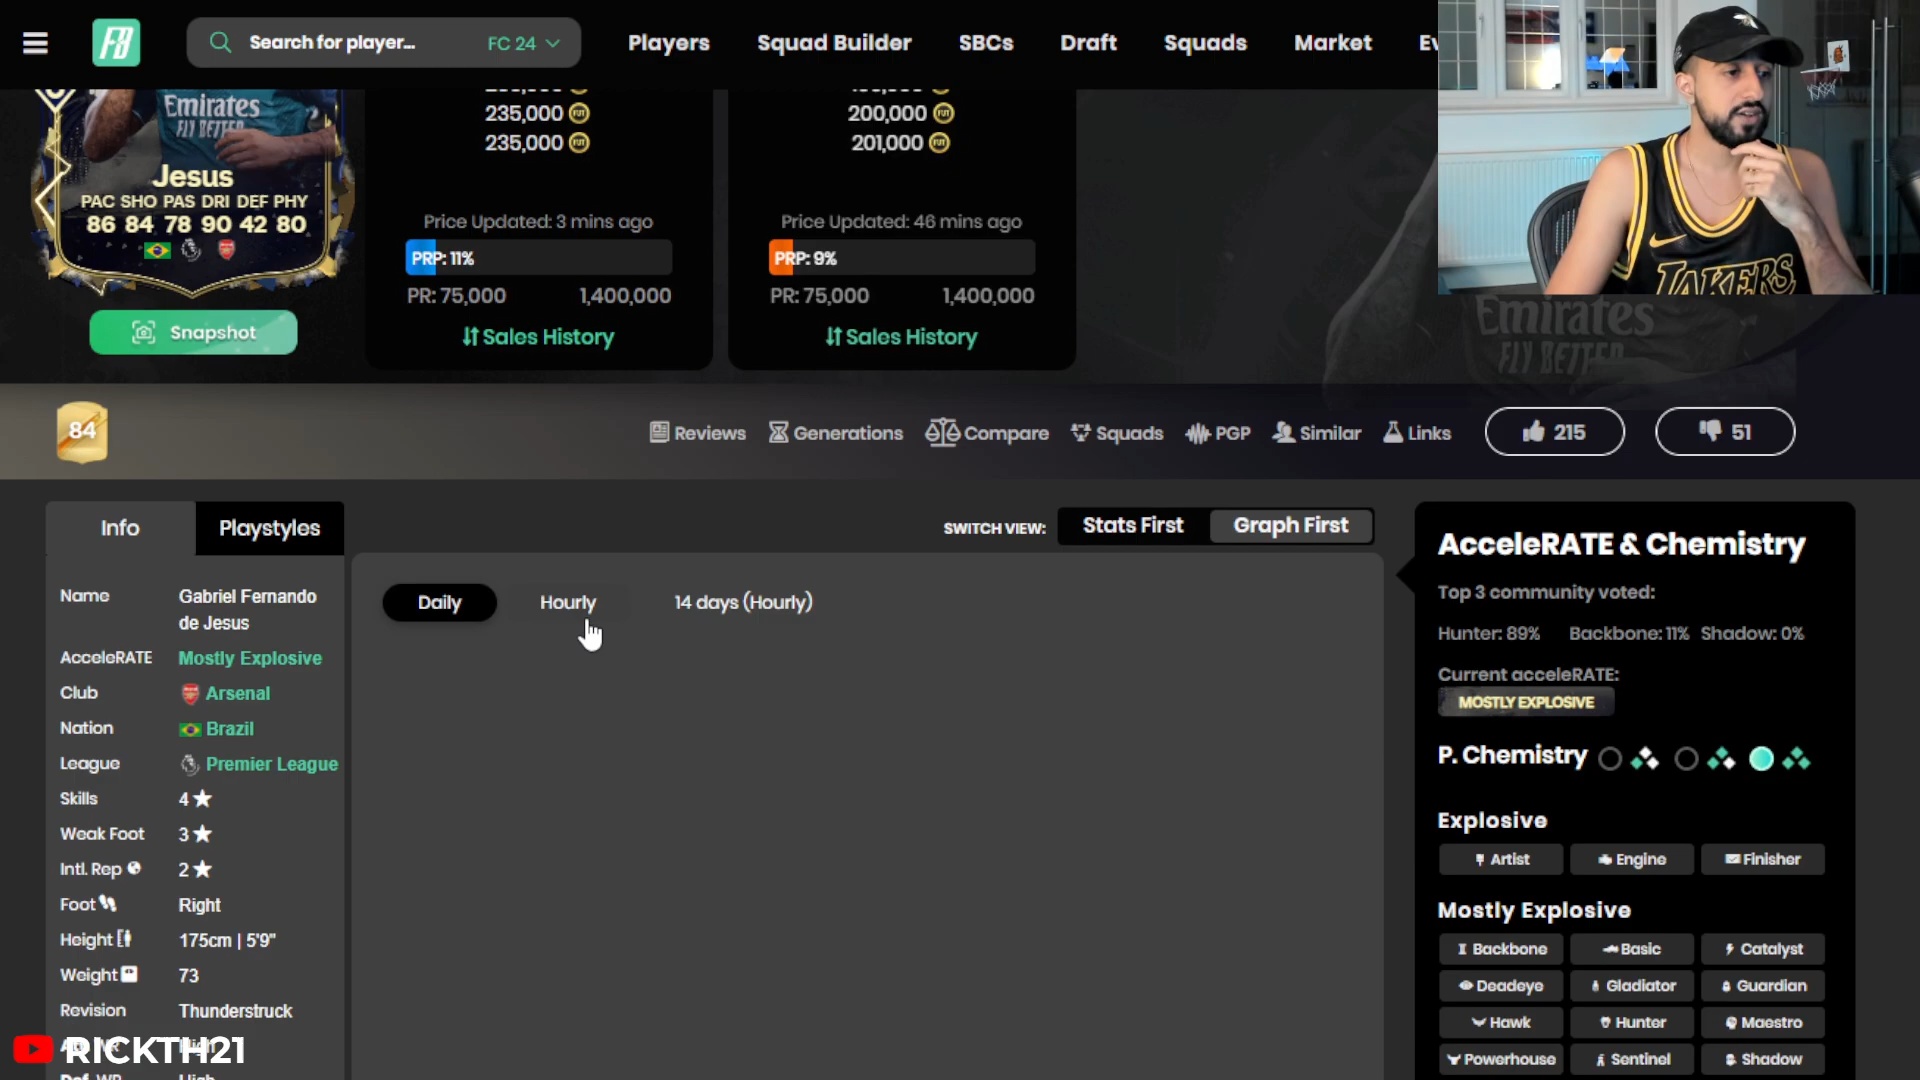 Search for player...
FC 24
Players
Squad Builder
SBCs
Draft
Squads
Market
Emirates
FLY BETTER
Jesus
PAC SHO PAS DRI DEF PHY
86 84 78 90 42 80
Snapshot
235,000
235,000
Price Updated: 3 mins ago
PRP: 11%
PR: 75,000
1,400,000
Sales History
200,000
201,000
Price Updated: 46 mins ago
PRP: 9%
PR: 75,000
1,400,000
Sales History
LAKERS
Emirates
FLY BETTER
84
Reviews
Generations
Compare
Squads
PGP
Similar
Links
215
51
Info
Playstyles
SWITCH VIEW:
Stats First
Graph First
Daily
Hourly
14 days (Hourly)
Name
Gabriel Fernando
de Jesus
AcceleRATE
Mostly Explosive
Club
Arsenal
Nation
Brazil
League
Premier League
Skills
4
Weak Foot
3
Intl. Rep
2
Foot
Right
Height
175cm | 5'9"
Weight
73
Revision
Thunderstruck
RICKTH21
AcceleRATE & Chemistry
Top 3 community voted:
Hunter: 89% Backbone: 11% Shadow: 0%
Current acceleRATE:
MOSTLY EXPLOSIVE
P. Chemistry
Explosive
Artist
Engine
Finisher
Mostly Explosive
Backbone
Basic
Catalyst
Deadeye
Gladiator
Guardian
Hawk
Hunter
Maestro
Powerhouse
Sentinel
Shadow